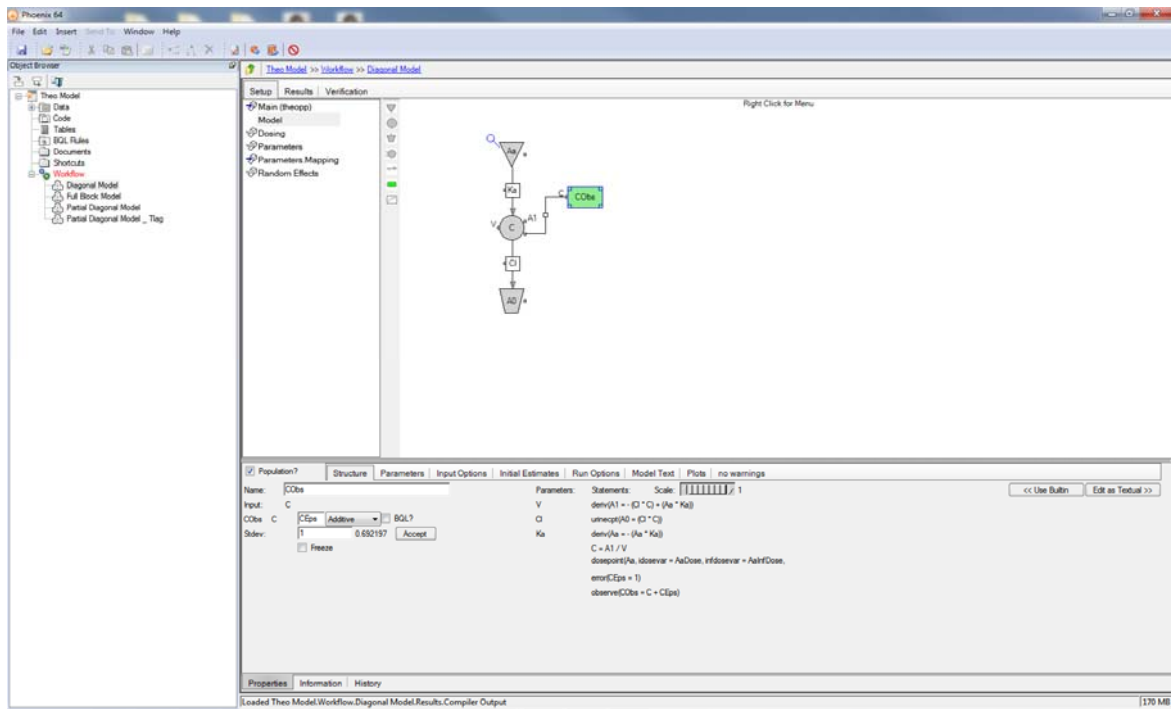 Phoenix 64
File Edit Insert Send To Window Help
Object Browser
Theo Model
Data
Code
Tables
BQL Rules
Documents
Shortcuts
Workflow
Diagonal Model
Full Block Model
Partial Diagonal Model
Partial Diagonal Model _ Tlag
Theo Model >> Workflow >> Diagonal Model
Setup Results Verification
Main (theopp)
Model
Dosing
Parameters
Parameters.Mapping
Random Effects
Right Click for Menu
Aa
Ka
C CObs
A1
V C
Cl
A0
Population? Structure Parameters Input Options Initial Estimates Run Options Model Text Plots no warnings
Name: CObs Parameters: Statements: Scale: 1 << Use Builtin Edit as Textual >>
Input: C V deriv(A1 = - (Cl * C) + (Aa * Ka))
CObs C CEps Additive BQL? Cl urinecpt(A0 = (Cl * C))
Stdev: 1 0.692197 Accept Ka deriv(Aa = - (Aa * Ka))
Freeze C = A1 / V
dosepoint(Aa, idosevar = AaDose, infdosevar = AaInfDose,
error(CEps = 1)
observe(CObs = C + CEps)
Properties Information History
Loaded Theo Model.Workflow.Diagonal Model.Results.Compiler Output 170 MB